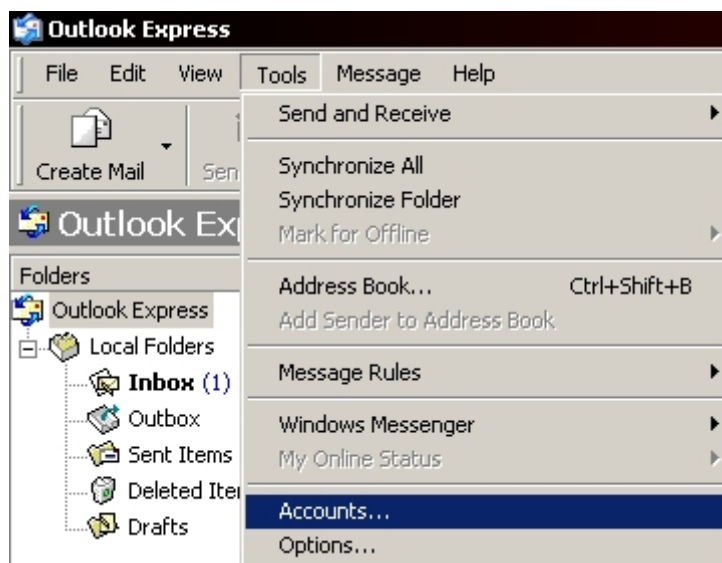 Outlook Express
File Edit View Tools Message Help
Send and Receive
Create Mail
Synchronize All
Synchronize Folder
Mark for Offline
Outlook Ex
Folders
Address Book... Ctrl+Shift+B
Add Sender to Address Book
Outlook Express
Local Folders
Inbox (1)
Outbox
Sent Items
Deleted Iter
Drafts
Message Rules
Windows Messenger
My Online Status
Accounts...
Options...